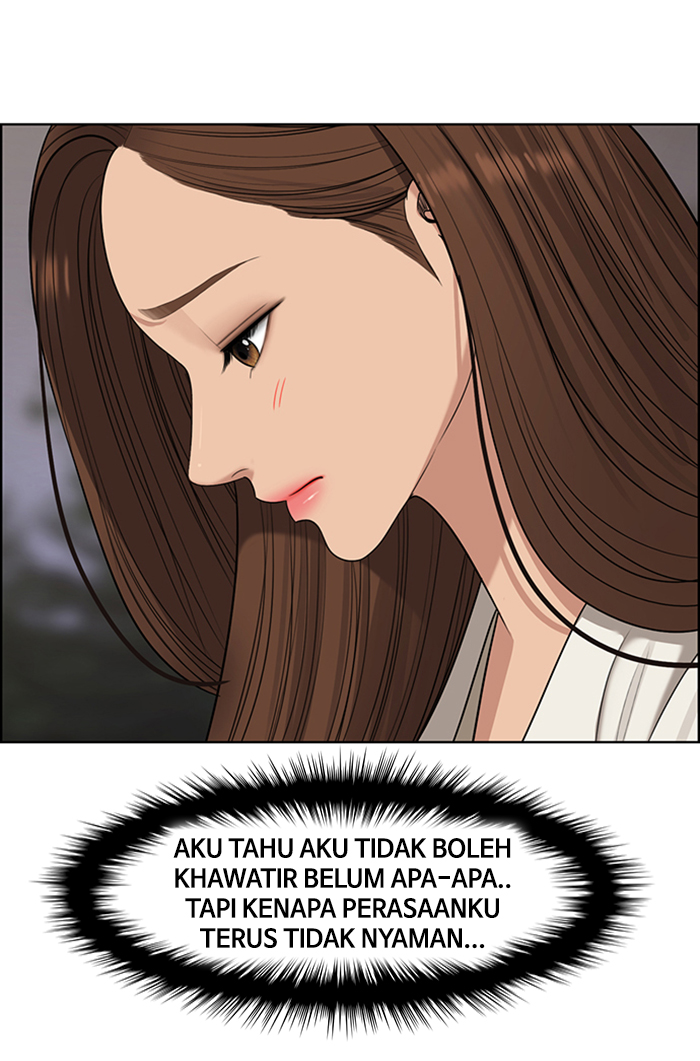 AKU TAHU AKU TIDAK BOLEH
KHAWATIR BELUM APA-APA..
TAPI KENAPA PERASAANKU
TERUS TIDAK NYAMAN...